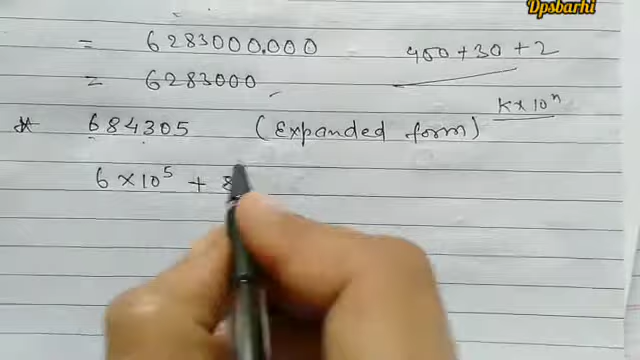 Dpsbarhi
= 6283000.000 400+30+2
= 6283000
* 684305 (Expanded form) K×10ⁿ
6×10⁵ + 8